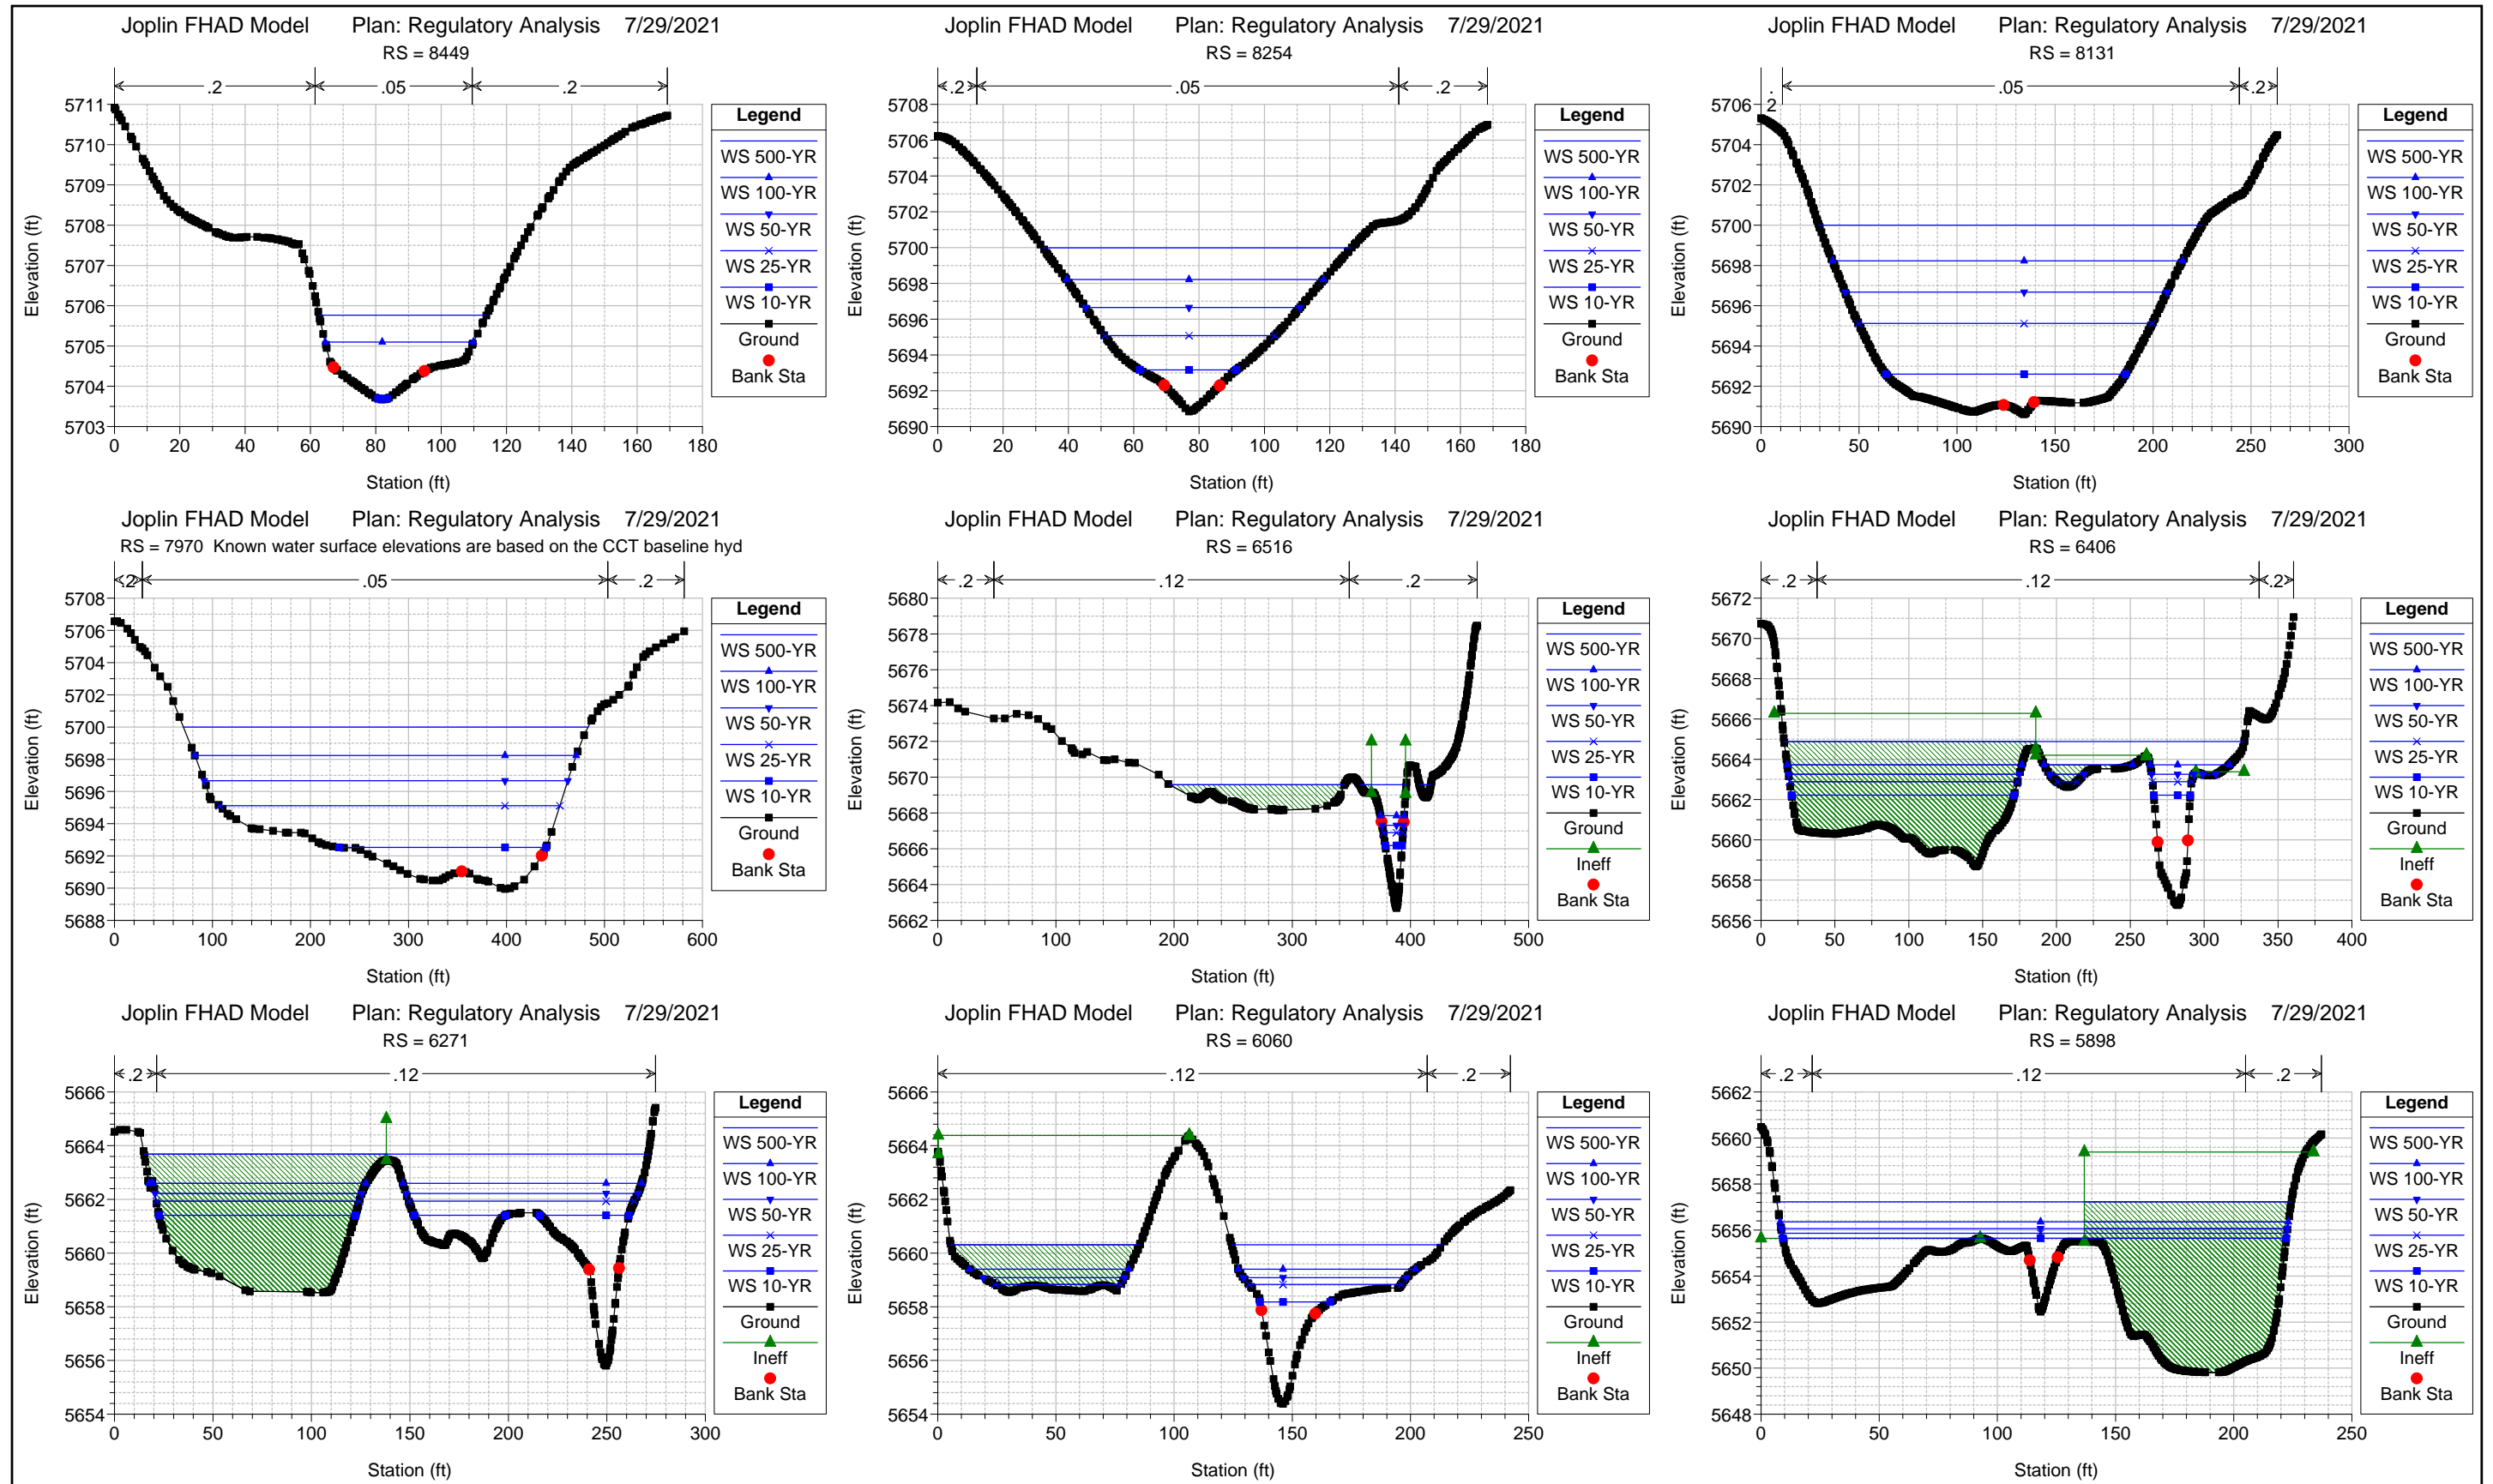 Joplin FHAD Model Plan: Regulatory Analysis 7/29/2021
RS = 8449
.2 .05 .2
Elevation (ft)
5711
5710
5709
5708
5707
5706
5705
5704
5703
0 20 40 60 80 100 120 140 160 180
Station (ft)
Legend
WS 500-YR
WS 100-YR
WS 50-YR
WS 25-YR
WS 10-YR
Ground
Bank Sta
Joplin FHAD Model Plan: Regulatory Analysis 7/29/2021
RS = 8254
.2 .05 .2
Elevation (ft)
5708
5706
5704
5702
5700
5698
5696
5694
5692
5690
0 20 40 60 80 100 120 140 160 180
Station (ft)
Legend
WS 500-YR
WS 100-YR
WS 50-YR
WS 25-YR
WS 10-YR
Ground
Bank Sta
Joplin FHAD Model Plan: Regulatory Analysis 7/29/2021
RS = 8131
.
2
.05 .2
Elevation (ft)
5706
5704
5702
5700
5698
5696
5694
5692
5690
0 50 100 150 200 250 300
Station (ft)
Legend
WS 500-YR
WS 100-YR
WS 50-YR
WS 25-YR
WS 10-YR
Ground
Bank Sta
Joplin FHAD Model Plan: Regulatory Analysis 7/29/2021
RS = 7970 Known water surface elevations are based on the CCT baseline hyd
.2 .05 .2
Elevation (ft)
5708
5706
5704
5702
5700
5698
5696
5694
5692
5690
5688
0 100 200 300 400 500 600
Station (ft)
Legend
WS 500-YR
WS 100-YR
WS 50-YR
WS 25-YR
WS 10-YR
Ground
Bank Sta
Joplin FHAD Model Plan: Regulatory Analysis 7/29/2021
RS = 6516
.2 .12 .2
Elevation (ft)
5680
5678
5676
5674
5672
5670
5668
5666
5664
5662
0 100 200 300 400 500
Station (ft)
Legend
WS 500-YR
WS 100-YR
WS 50-YR
WS 25-YR
WS 10-YR
Ground
Ineff
Bank Sta
Joplin FHAD Model Plan: Regulatory Analysis 7/29/2021
RS = 6406
.2 .12 .2
Elevation (ft)
5672
5670
5668
5666
5664
5662
5660
5658
5656
0 50 100 150 200 250 300 350 400
Station (ft)
Legend
WS 500-YR
WS 100-YR
WS 50-YR
WS 25-YR
WS 10-YR
Ground
Ineff
Bank Sta
Joplin FHAD Model Plan: Regulatory Analysis 7/29/2021
RS = 6271
.2 .12
Elevation (ft)
5666
5664
5662
5660
5658
5656
5654
0 50 100 150 200 250 300
Station (ft)
Legend
WS 500-YR
WS 100-YR
WS 50-YR
WS 25-YR
WS 10-YR
Ground
Ineff
Bank Sta
Joplin FHAD Model Plan: Regulatory Analysis 7/29/2021
RS = 6060
.12 .2
Elevation (ft)
5666
5664
5662
5660
5658
5656
5654
0 50 100 150 200 250
Station (ft)
Legend
WS 500-YR
WS 100-YR
WS 50-YR
WS 25-YR
WS 10-YR
Ground
Ineff
Bank Sta
Joplin FHAD Model Plan: Regulatory Analysis 7/29/2021
RS = 5898
.2 .12 .2
Elevation (ft)
5662
5660
5658
5656
5654
5652
5650
5648
0 50 100 150 200 250
Station (ft)
Legend
WS 500-YR
WS 100-YR
WS 50-YR
WS 25-YR
WS 10-YR
Ground
Ineff
Bank Sta